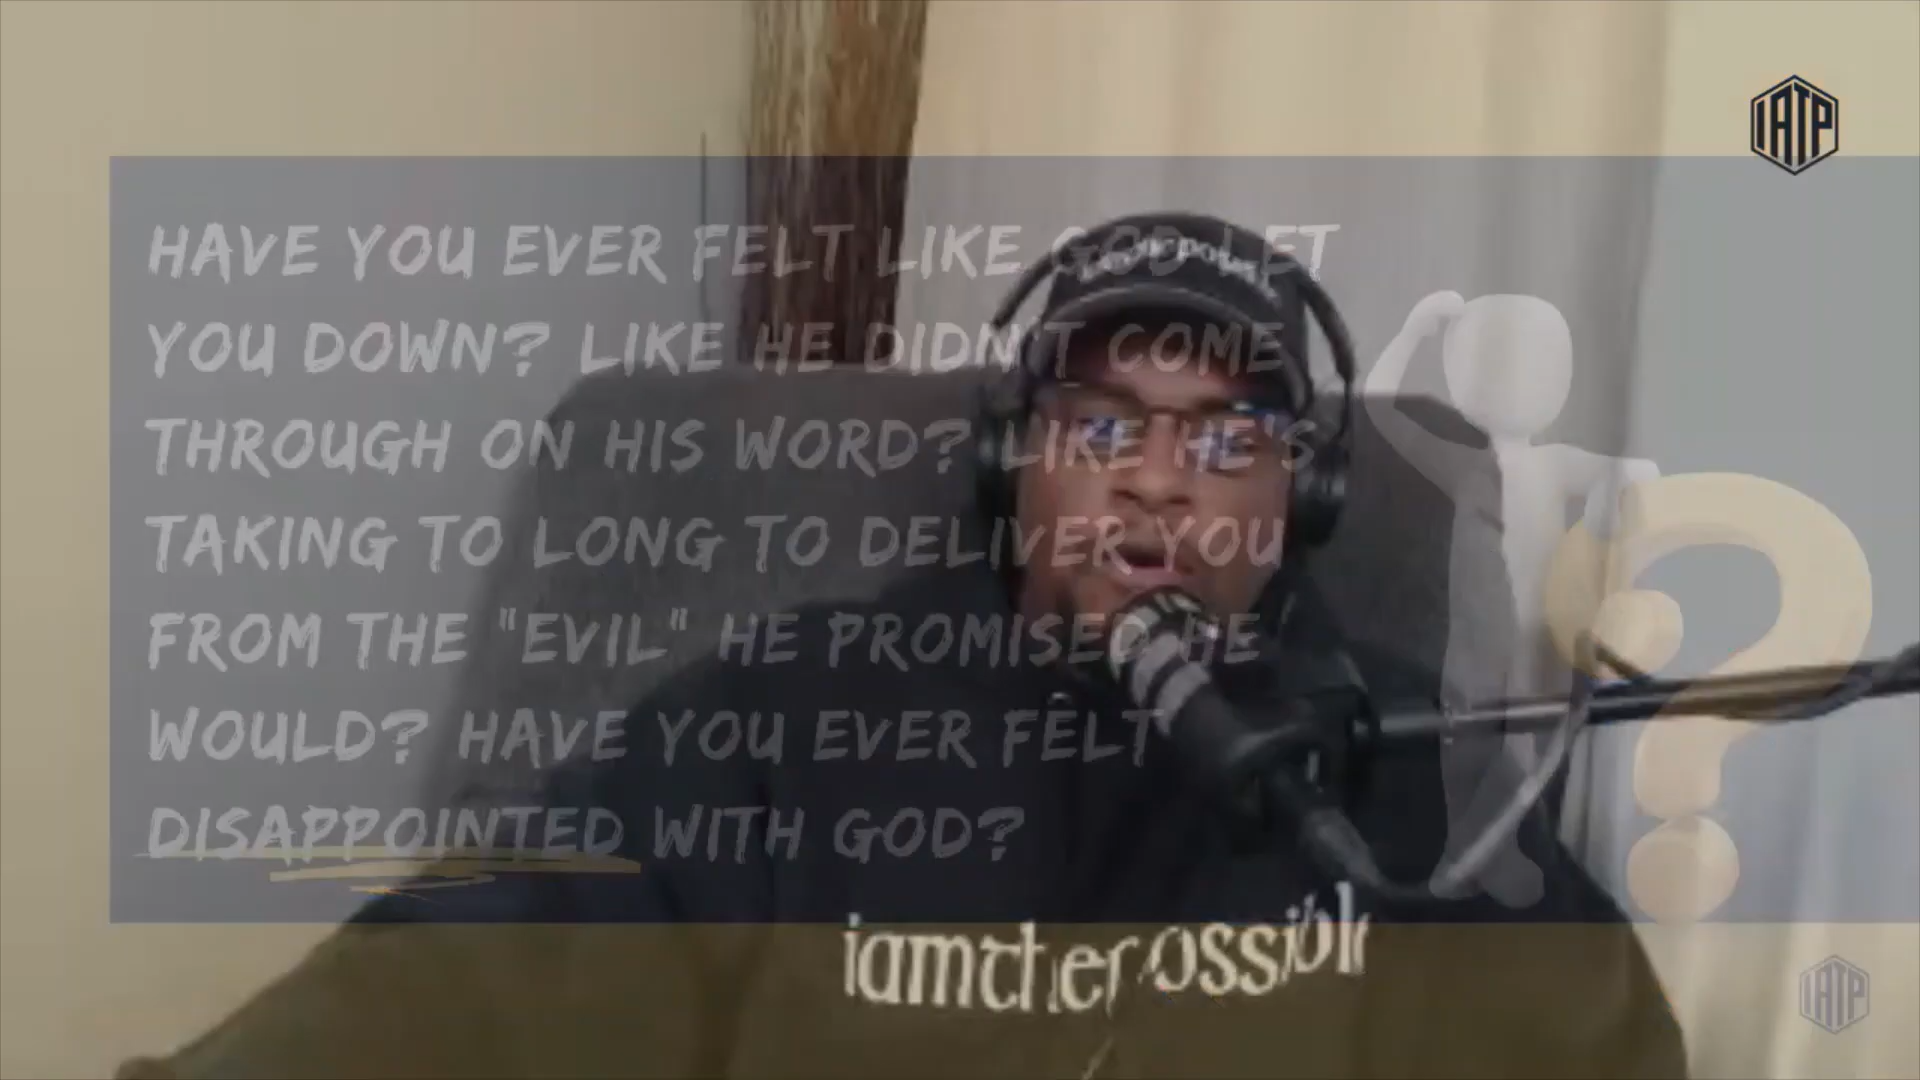 IATP
HAVE YOU EVER FELT LIKE GOD LET
YOU DOWN? LIKE HE DIDN'T COME
THROUGH ON HIS WORD? LIKE HE'S
TAKING TO LONG TO DELIVER YOU
FROM THE "EVIL" HE PROMISED HE
WOULD? HAVE YOU EVER FELT
DISAPPOINTED WITH GOD?
iamthepossible
IATP